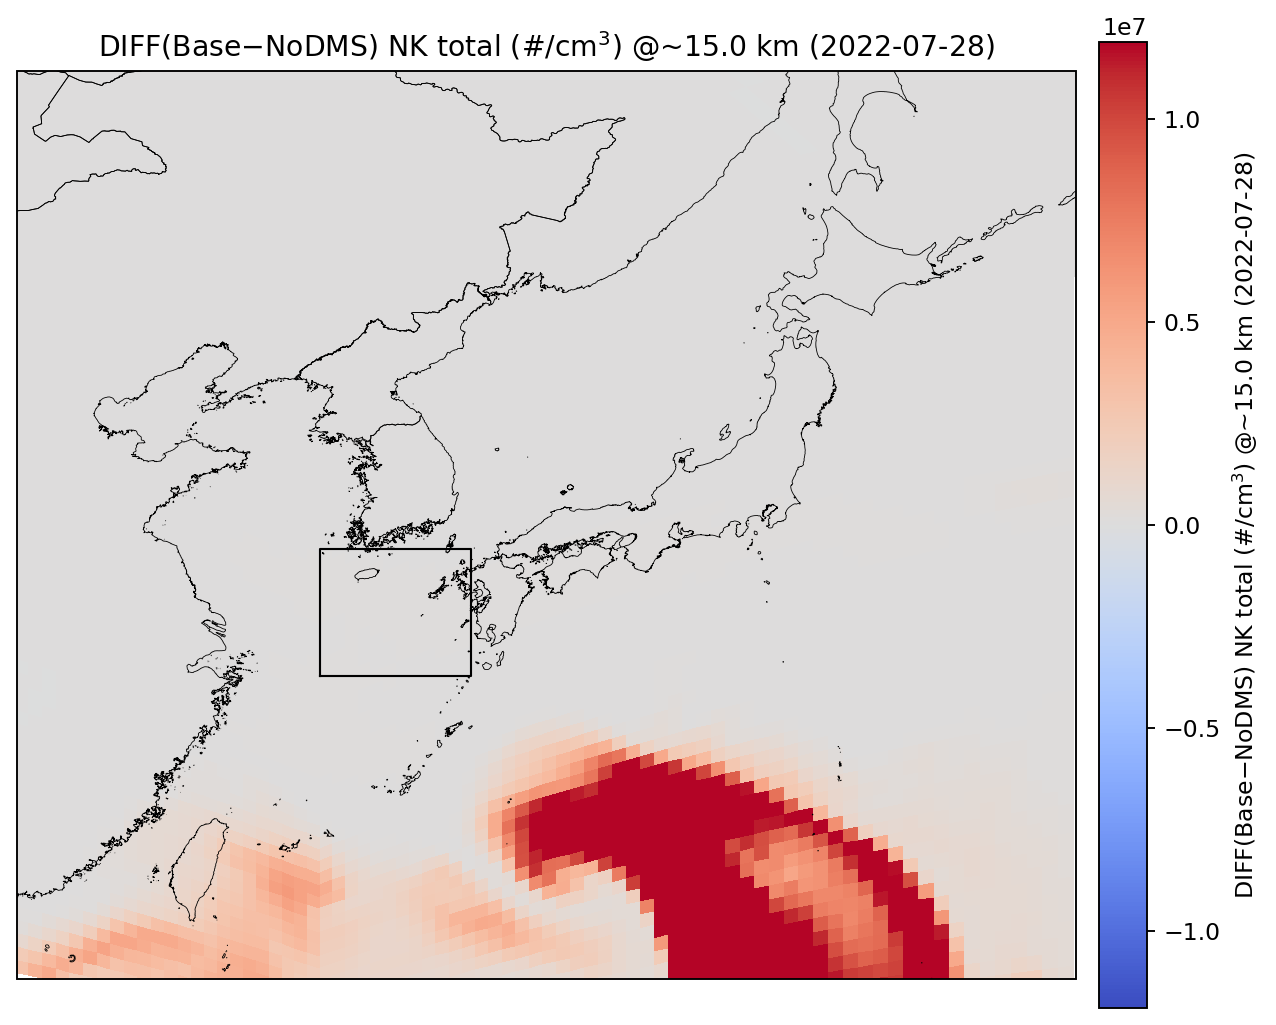 DIFF(Base−NoDMS) NK total (#/cm³) @~15.0 km (2022-07-28)
1e7
1.0
0.5
0.0
−0.5
−1.0
DIFF(Base−NoDMS) NK total (#/cm³) @~15.0 km (2022-07-28)